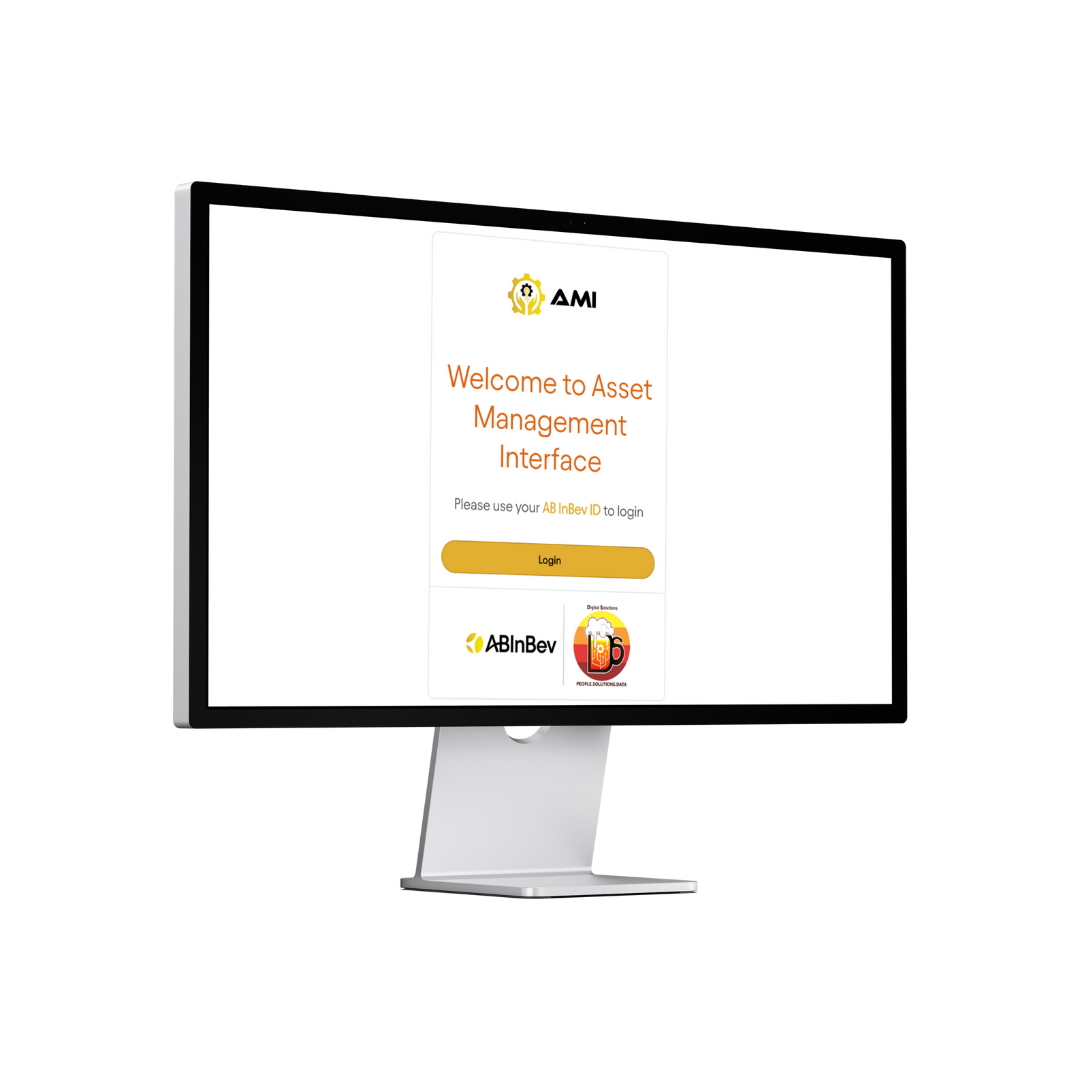 AMI
Welcome to Asset
Management
Interface
Please use your AB InBev ID to login
Login
ABInBev
Digital Solutions
DS
PEOPLE.SOLUTIONS.DATA